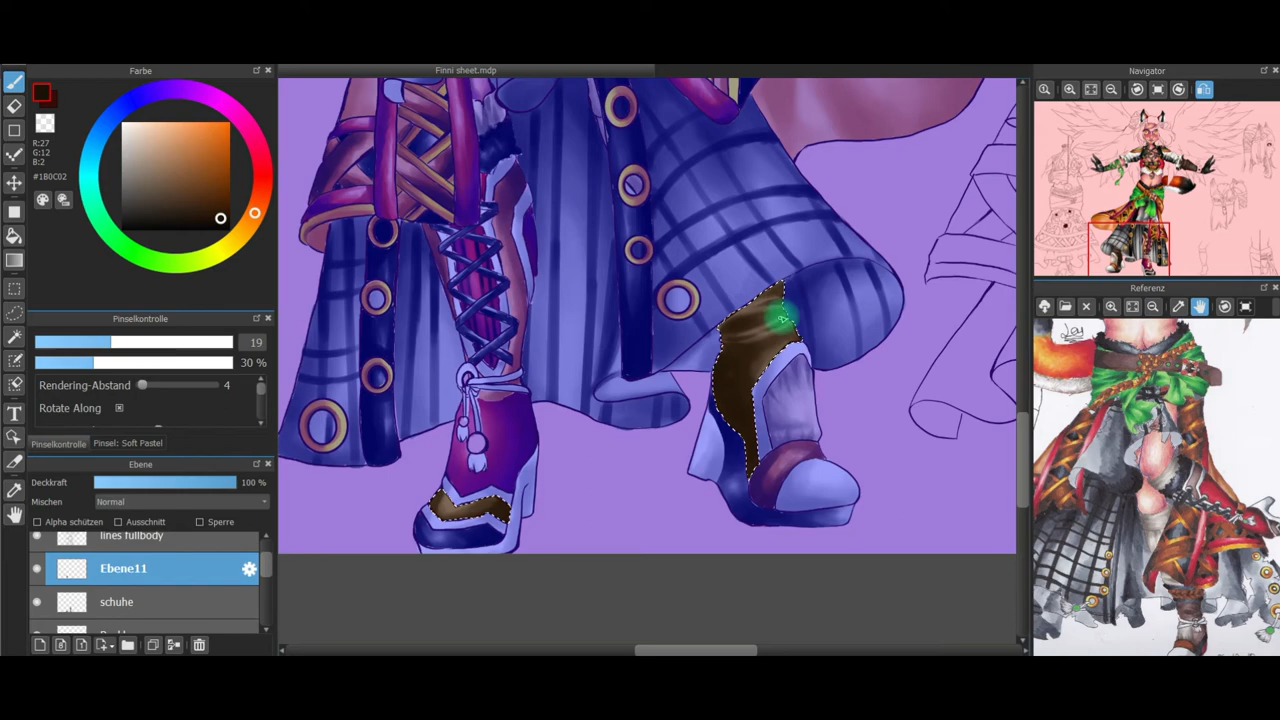 Farbe
Finni sheet.mdp
Navigator
R:27
G:12
B:2
#1B0C02
Referenz
Pinselkontrolle
19
30 %
Rendering-Abstand
4
Rotate Along
Pinselkontrolle
Pinsel: Soft Pastel
Ebene
Deckkraft
100 %
Mischen
Normal
Alpha schützen
Ausschnitt
Sperre
lines fullbody
Ebene11
schuhe